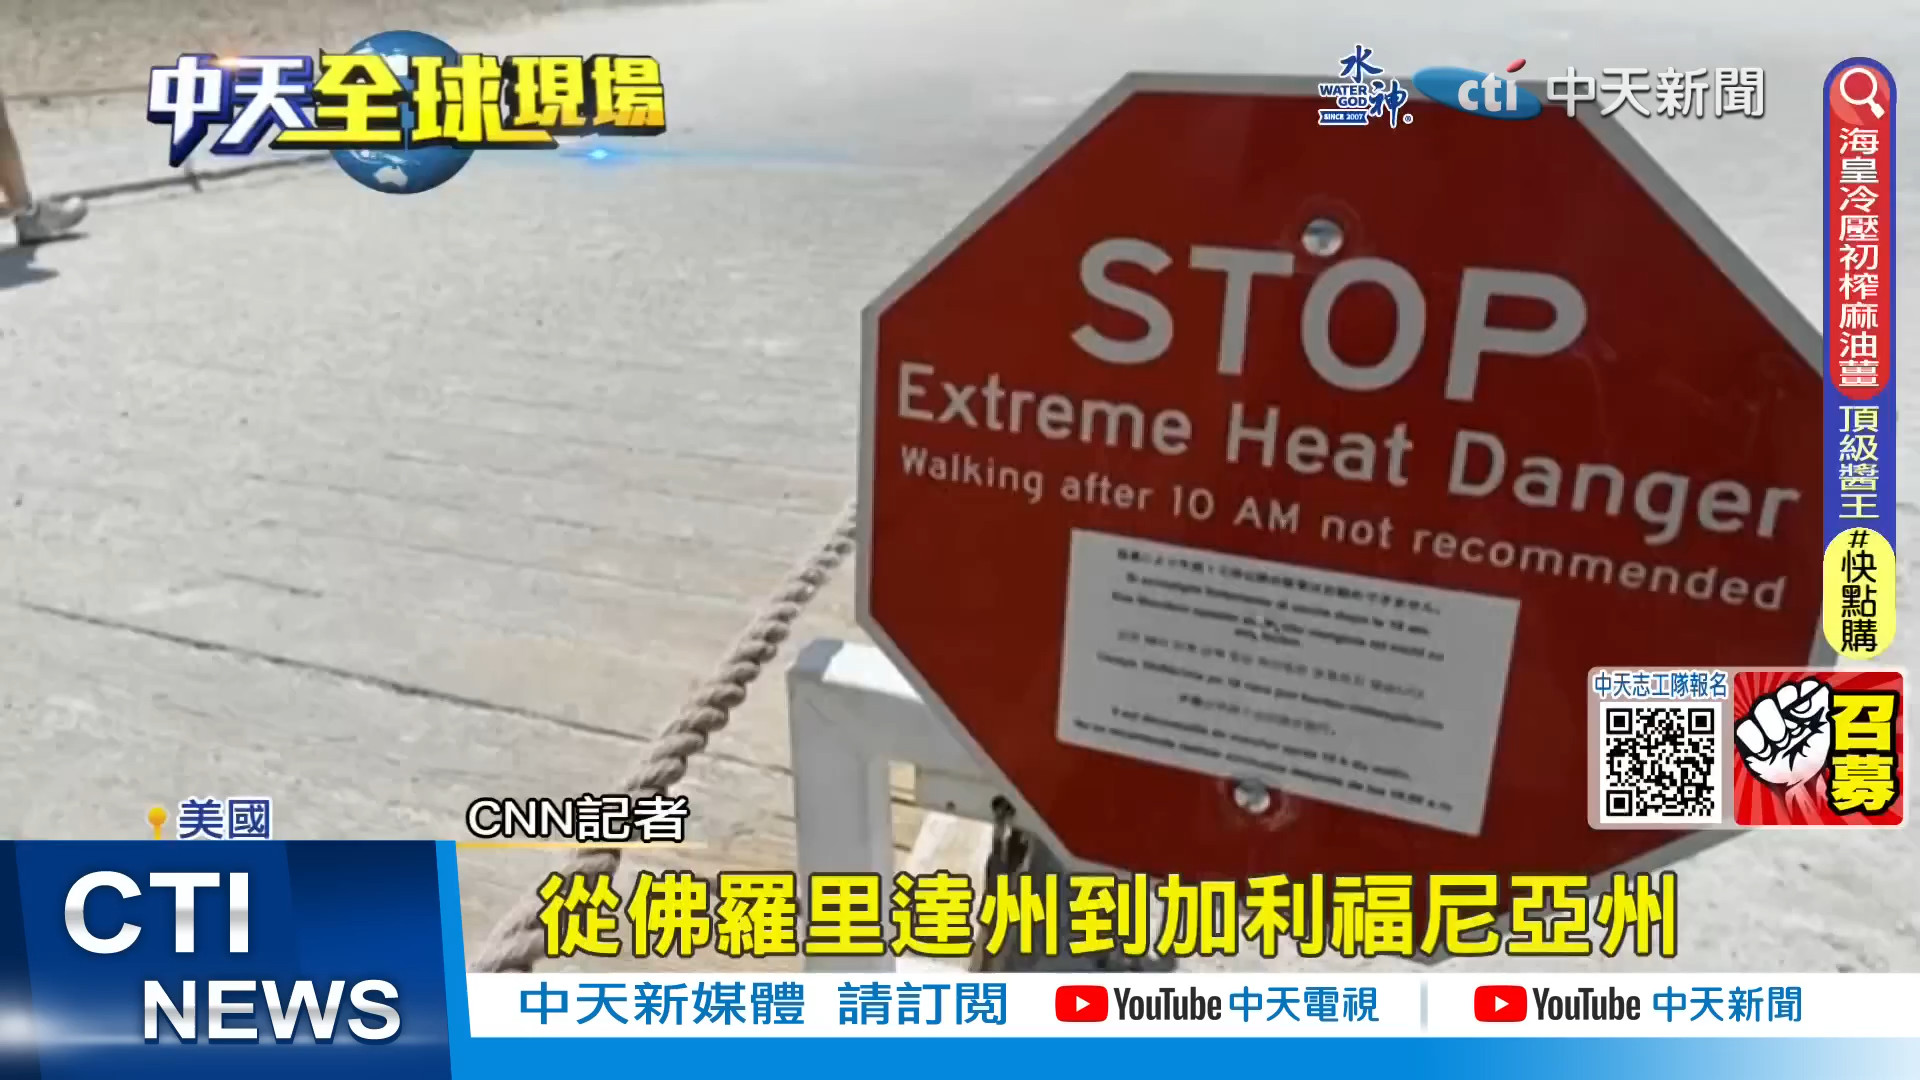 中天全球現場
水神
WATER GOD
SINCE 2007
cti 中天新聞
海皇冷壓初榨麻油薑 頂級醬王 #快點購
STOP
Extreme Heat Danger
Walking after 10 AM not recommended
中天志工隊報名
召募
美國
CNN記者
從佛羅里達州到加利福尼亞州
CTI
NEWS
中天新媒體 請訂閱 YouTube 中天電視 YouTube 中天新聞